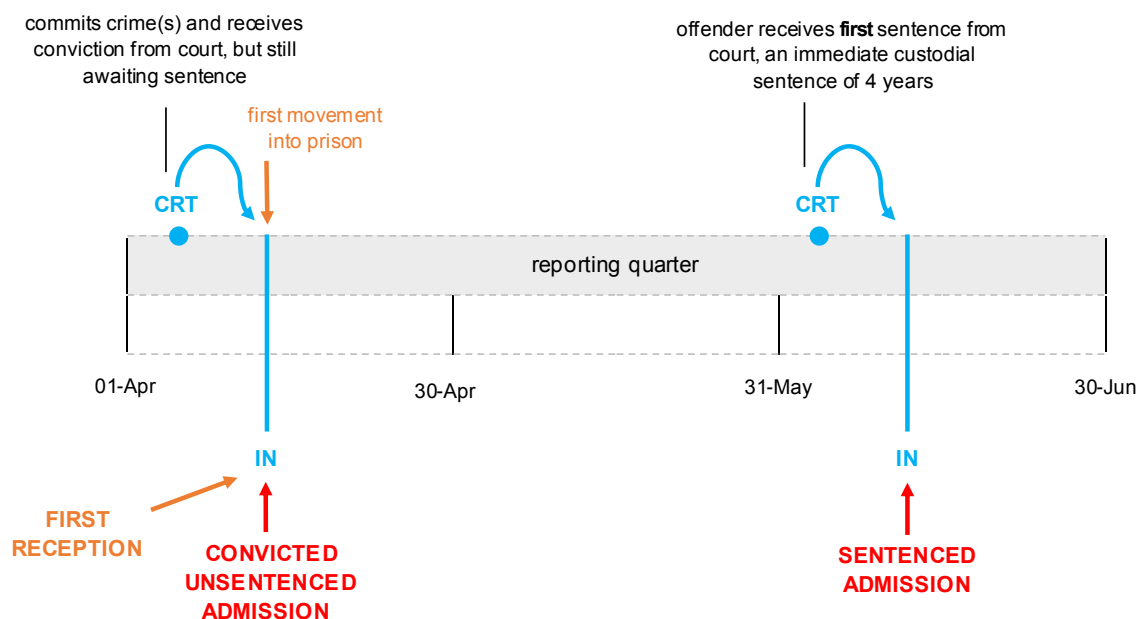 commits crime(s) and receives
conviction from court, but still
awaiting sentence
first movement
into prison
offender receives first sentence from
court, an immediate custodial
sentence of 4 years
CRT
CRT
reporting quarter
01-Apr
30-Apr
31-May
30-Jun
IN
IN
FIRST
RECEPTION
CONVICTED
UNSENTENCED
ADMISSION
SENTENCED
ADMISSION